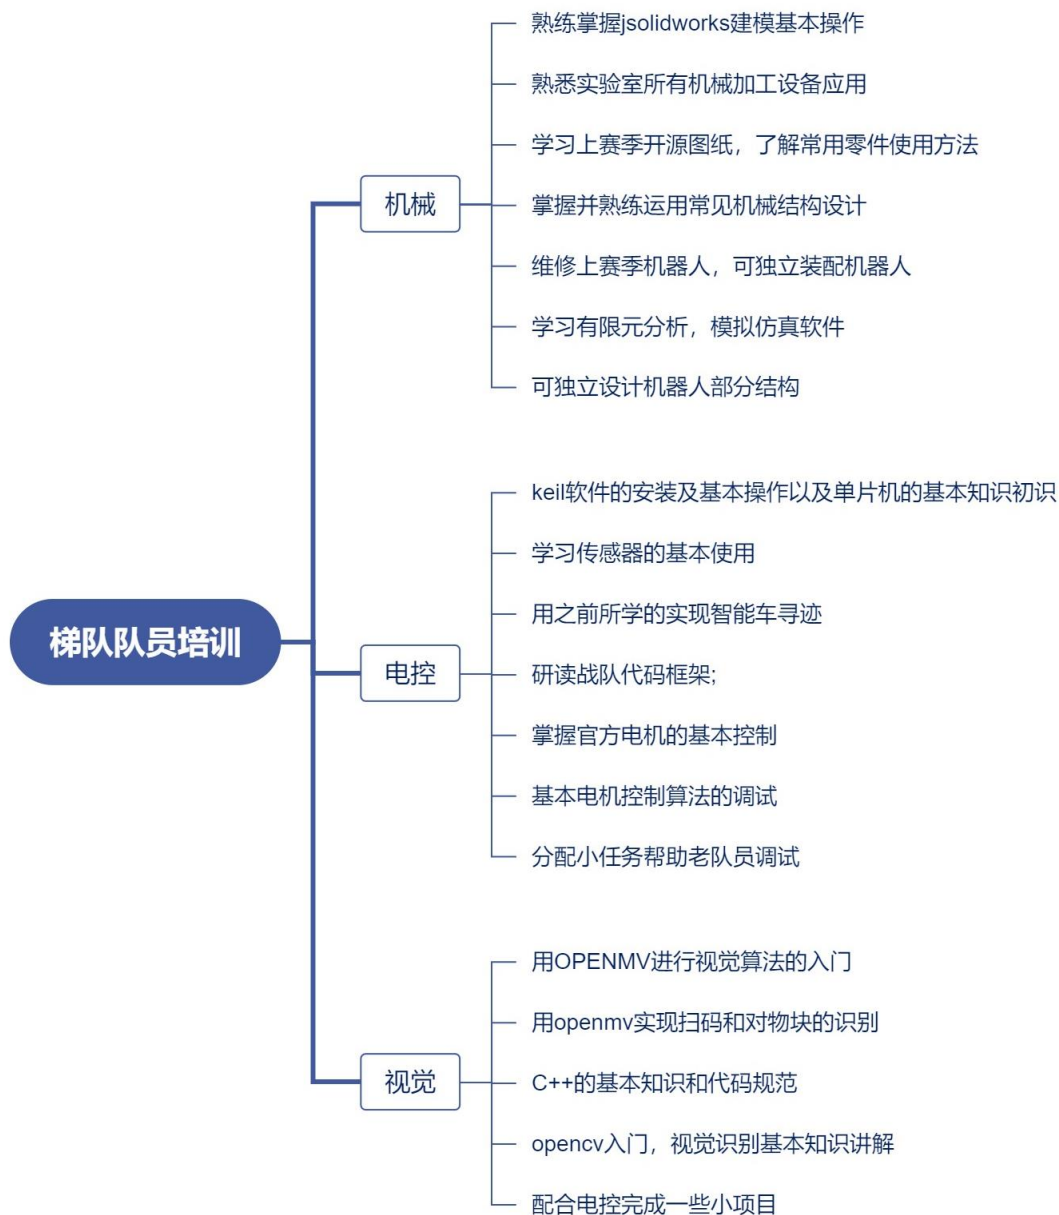 梯队队员培训
机械
熟练掌握jsolidworks建模基本操作
熟悉实验室所有机械加工设备应用
学习上赛季开源图纸，了解常用零件使用方法
掌握并熟练运用常见机械结构设计
维修上赛季机器人，可独立装配机器人
学习有限元分析，模拟仿真软件
可独立设计机器人部分结构
电控
keil软件的安装及基本操作以及单片机的基本知识初识
学习传感器的基本使用
用之前所学的实现智能车寻迹
研读战队代码框架;
掌握官方电机的基本控制
基本电机控制算法的调试
分配小任务帮助老队员调试
视觉
用OPENMV进行视觉算法的入门
用openmv实现扫码和对物块的识别
C++的基本知识和代码规范
opencv入门，视觉识别基本知识讲解
配合电控完成一些小项目